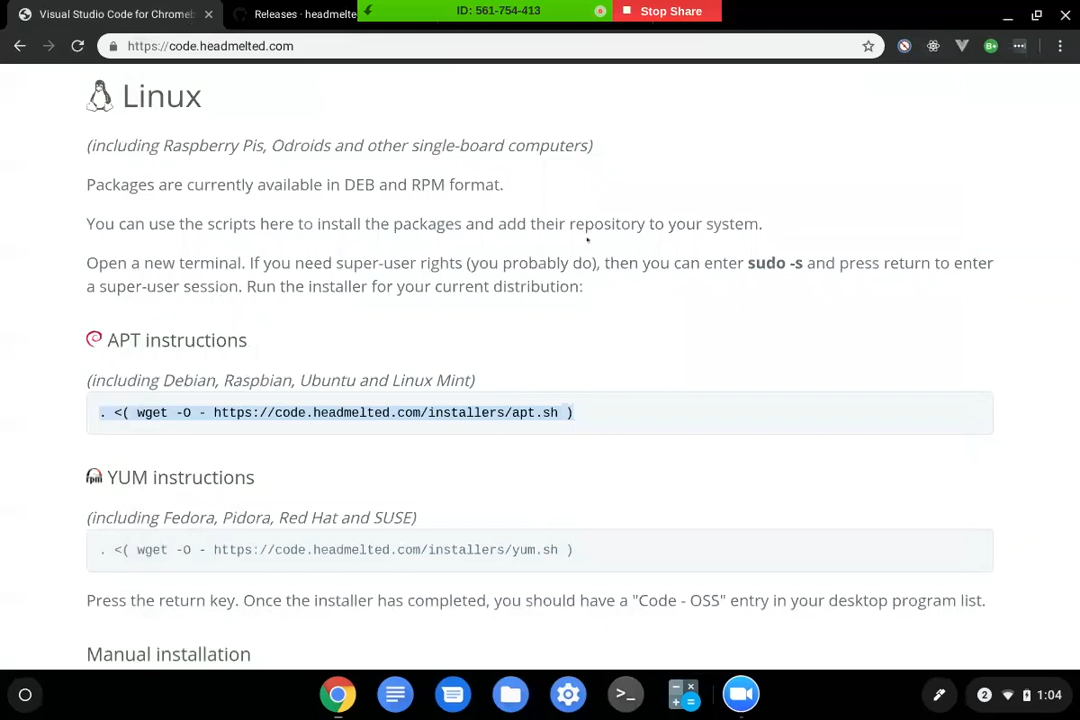 Visual Studio Code for Chromeb
Releases · headmelte
ID: 561-754-413
Stop Share
https://code.headmelted.com
B+
Linux
(including Raspberry Pis, Odroids and other single-board computers)
Packages are currently available in DEB and RPM format.
You can use the scripts here to install the packages and add their repository to your system.
Open a new terminal. If you need super-user rights (you probably do), then you can enter sudo -s and press return to enter
a super-user session. Run the installer for your current distribution:
APT instructions
(including Debian, Raspbian, Ubuntu and Linux Mint)
. <( wget -O - https://code.headmelted.com/installers/apt.sh )
rpm YUM instructions
(including Fedora, Pidora, Red Hat and SUSE)
. <( wget -O - https://code.headmelted.com/installers/yum.sh )
Press the return key. Once the installer has completed, you should have a "Code - OSS" entry in your desktop program list.
Manual installation
2 1:04